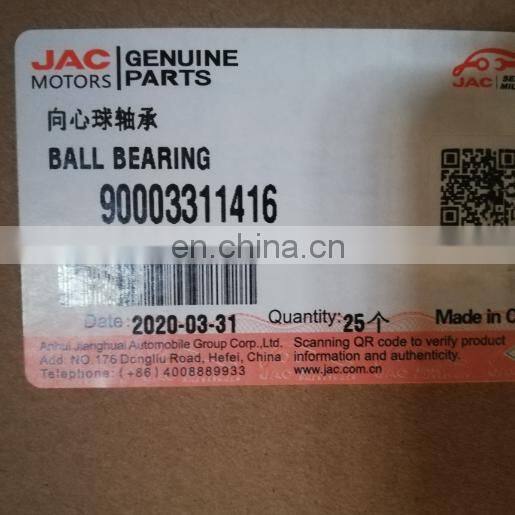 JAC MOTORS
GENUINE PARTS
JAC
向心球轴承
BALL BEARING
90003311416
en.china.cn
Date: 2020-03-31
Quantity: 25个
Made in C
Anhui Jianghuai Automobile Group Corp.,Ltd.
Add: NO.176 Dongliu Road, Hefei, China
Telephone: (+86) 4008889933
Scanning QR code to verify product
information and authenticity.
www.jac.com.cn